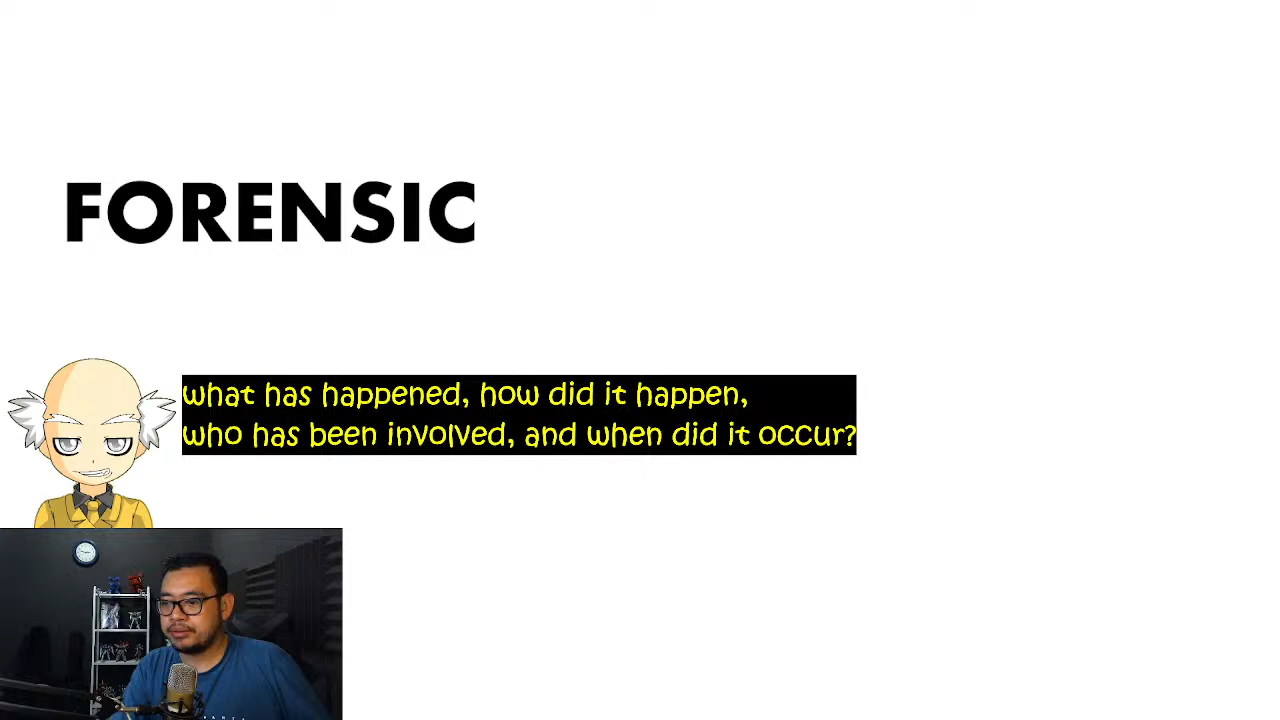 FORENSIC
what has happened, how did it happen,
who has been involved, and when did it occur?